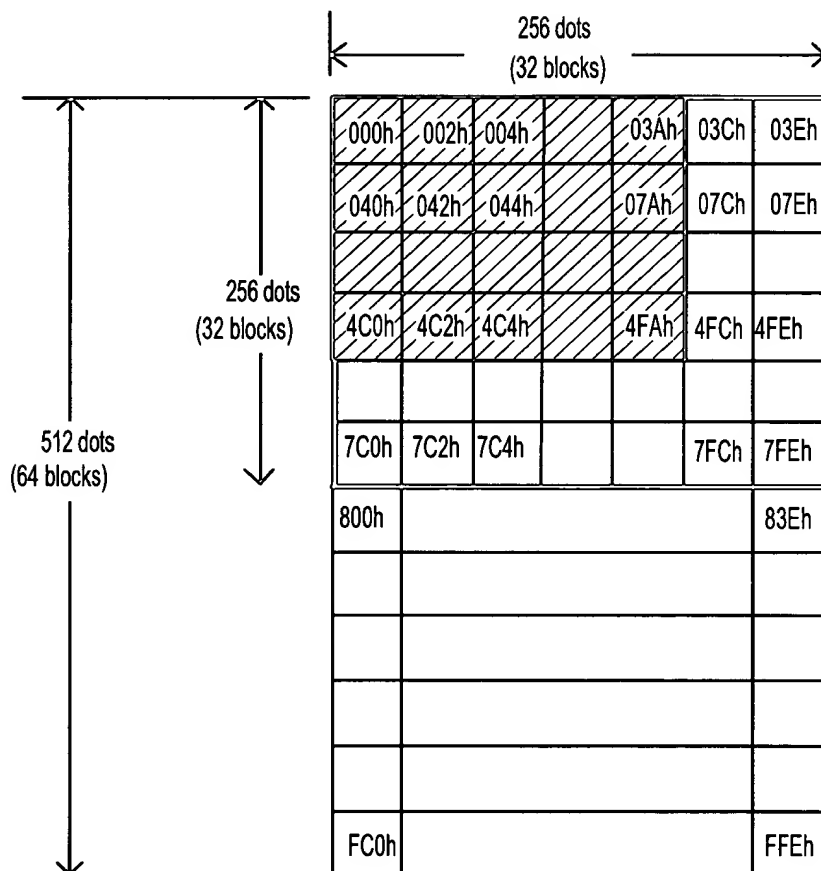 256 dots
(32 blocks)
000h 002h 004h 03Ah 03Ch 03Eh
040h 042h 044h 07Ah 07Ch 07Eh
256 dots
(32 blocks)
4C0h 4C2h 4C4h 4FAh 4FCh 4FEh
512 dots
(64 blocks)
7C0h 7C2h 7C4h 7FCh 7FEh
800h 83Eh
FC0h FFEh